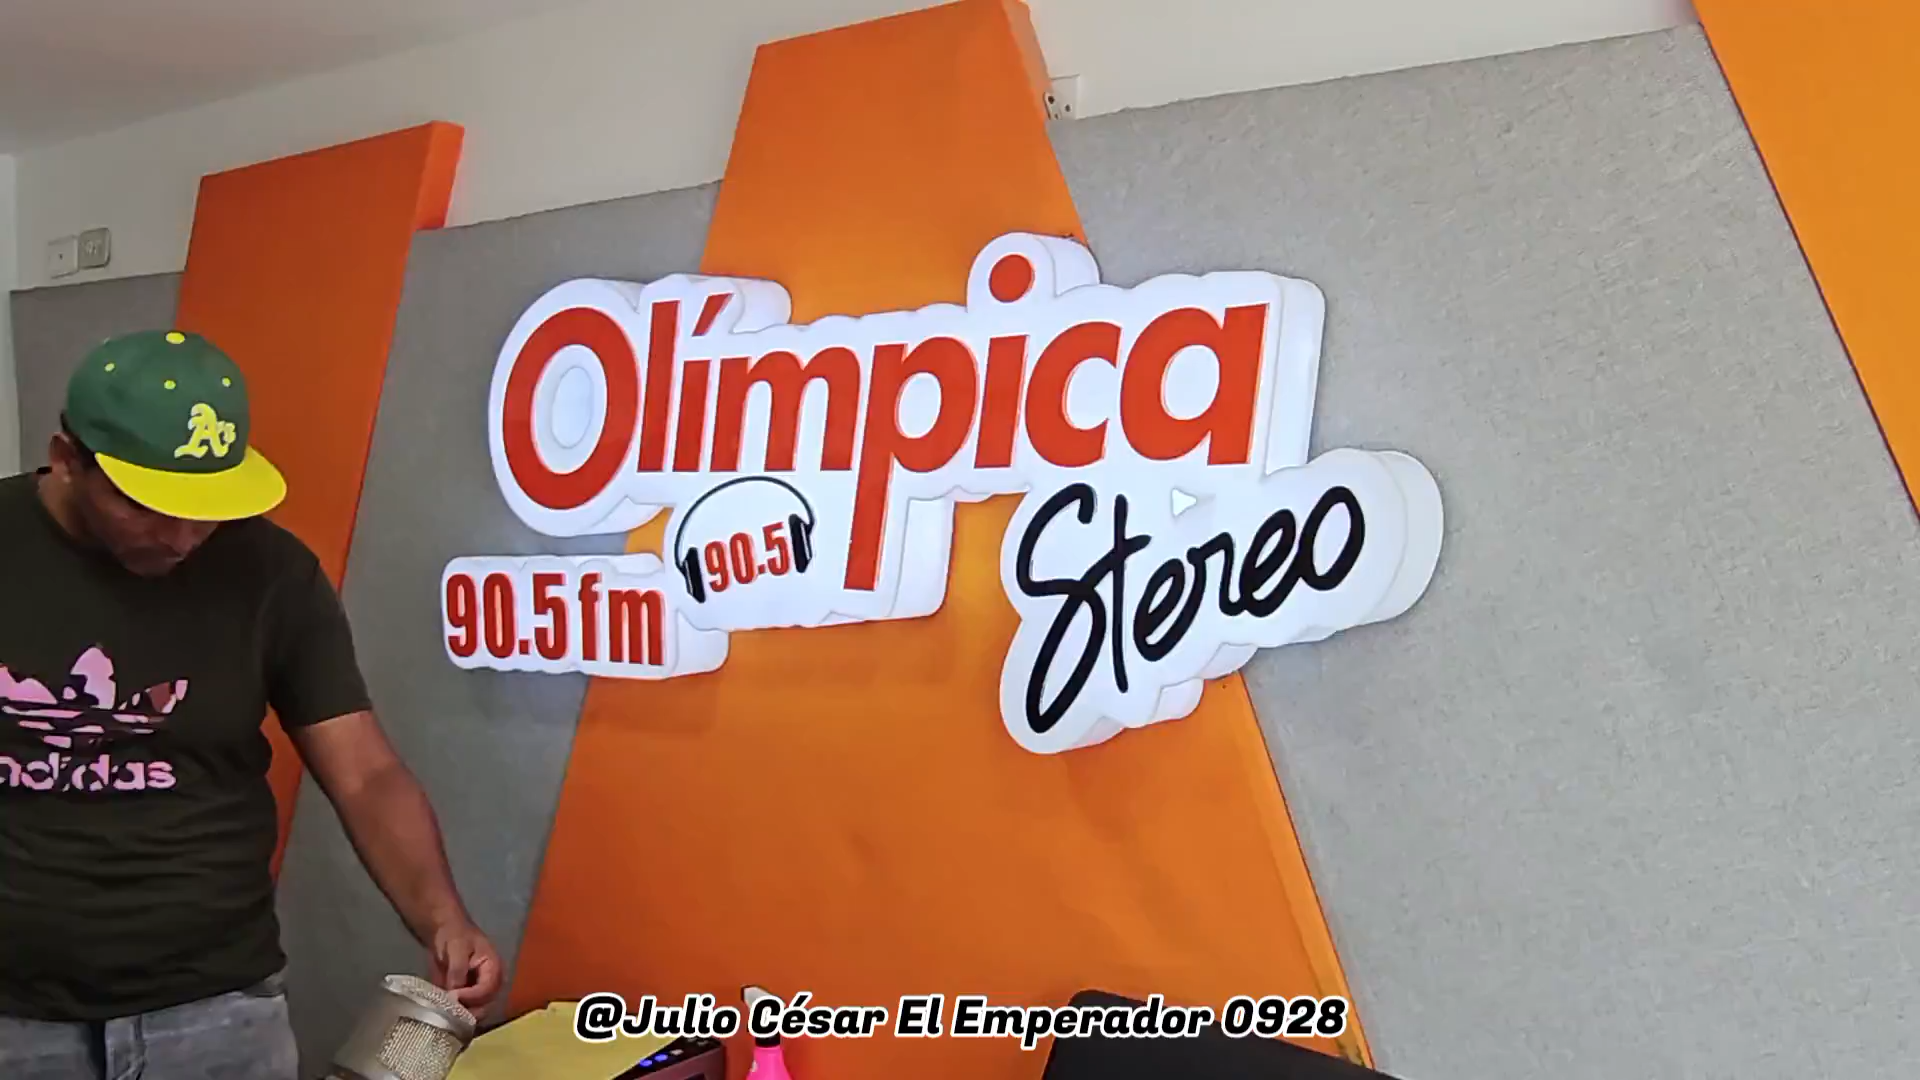 Olímpica
Stereo
90.5
90.5 fm
A's
adidas
@Julio César El Emperador 0928